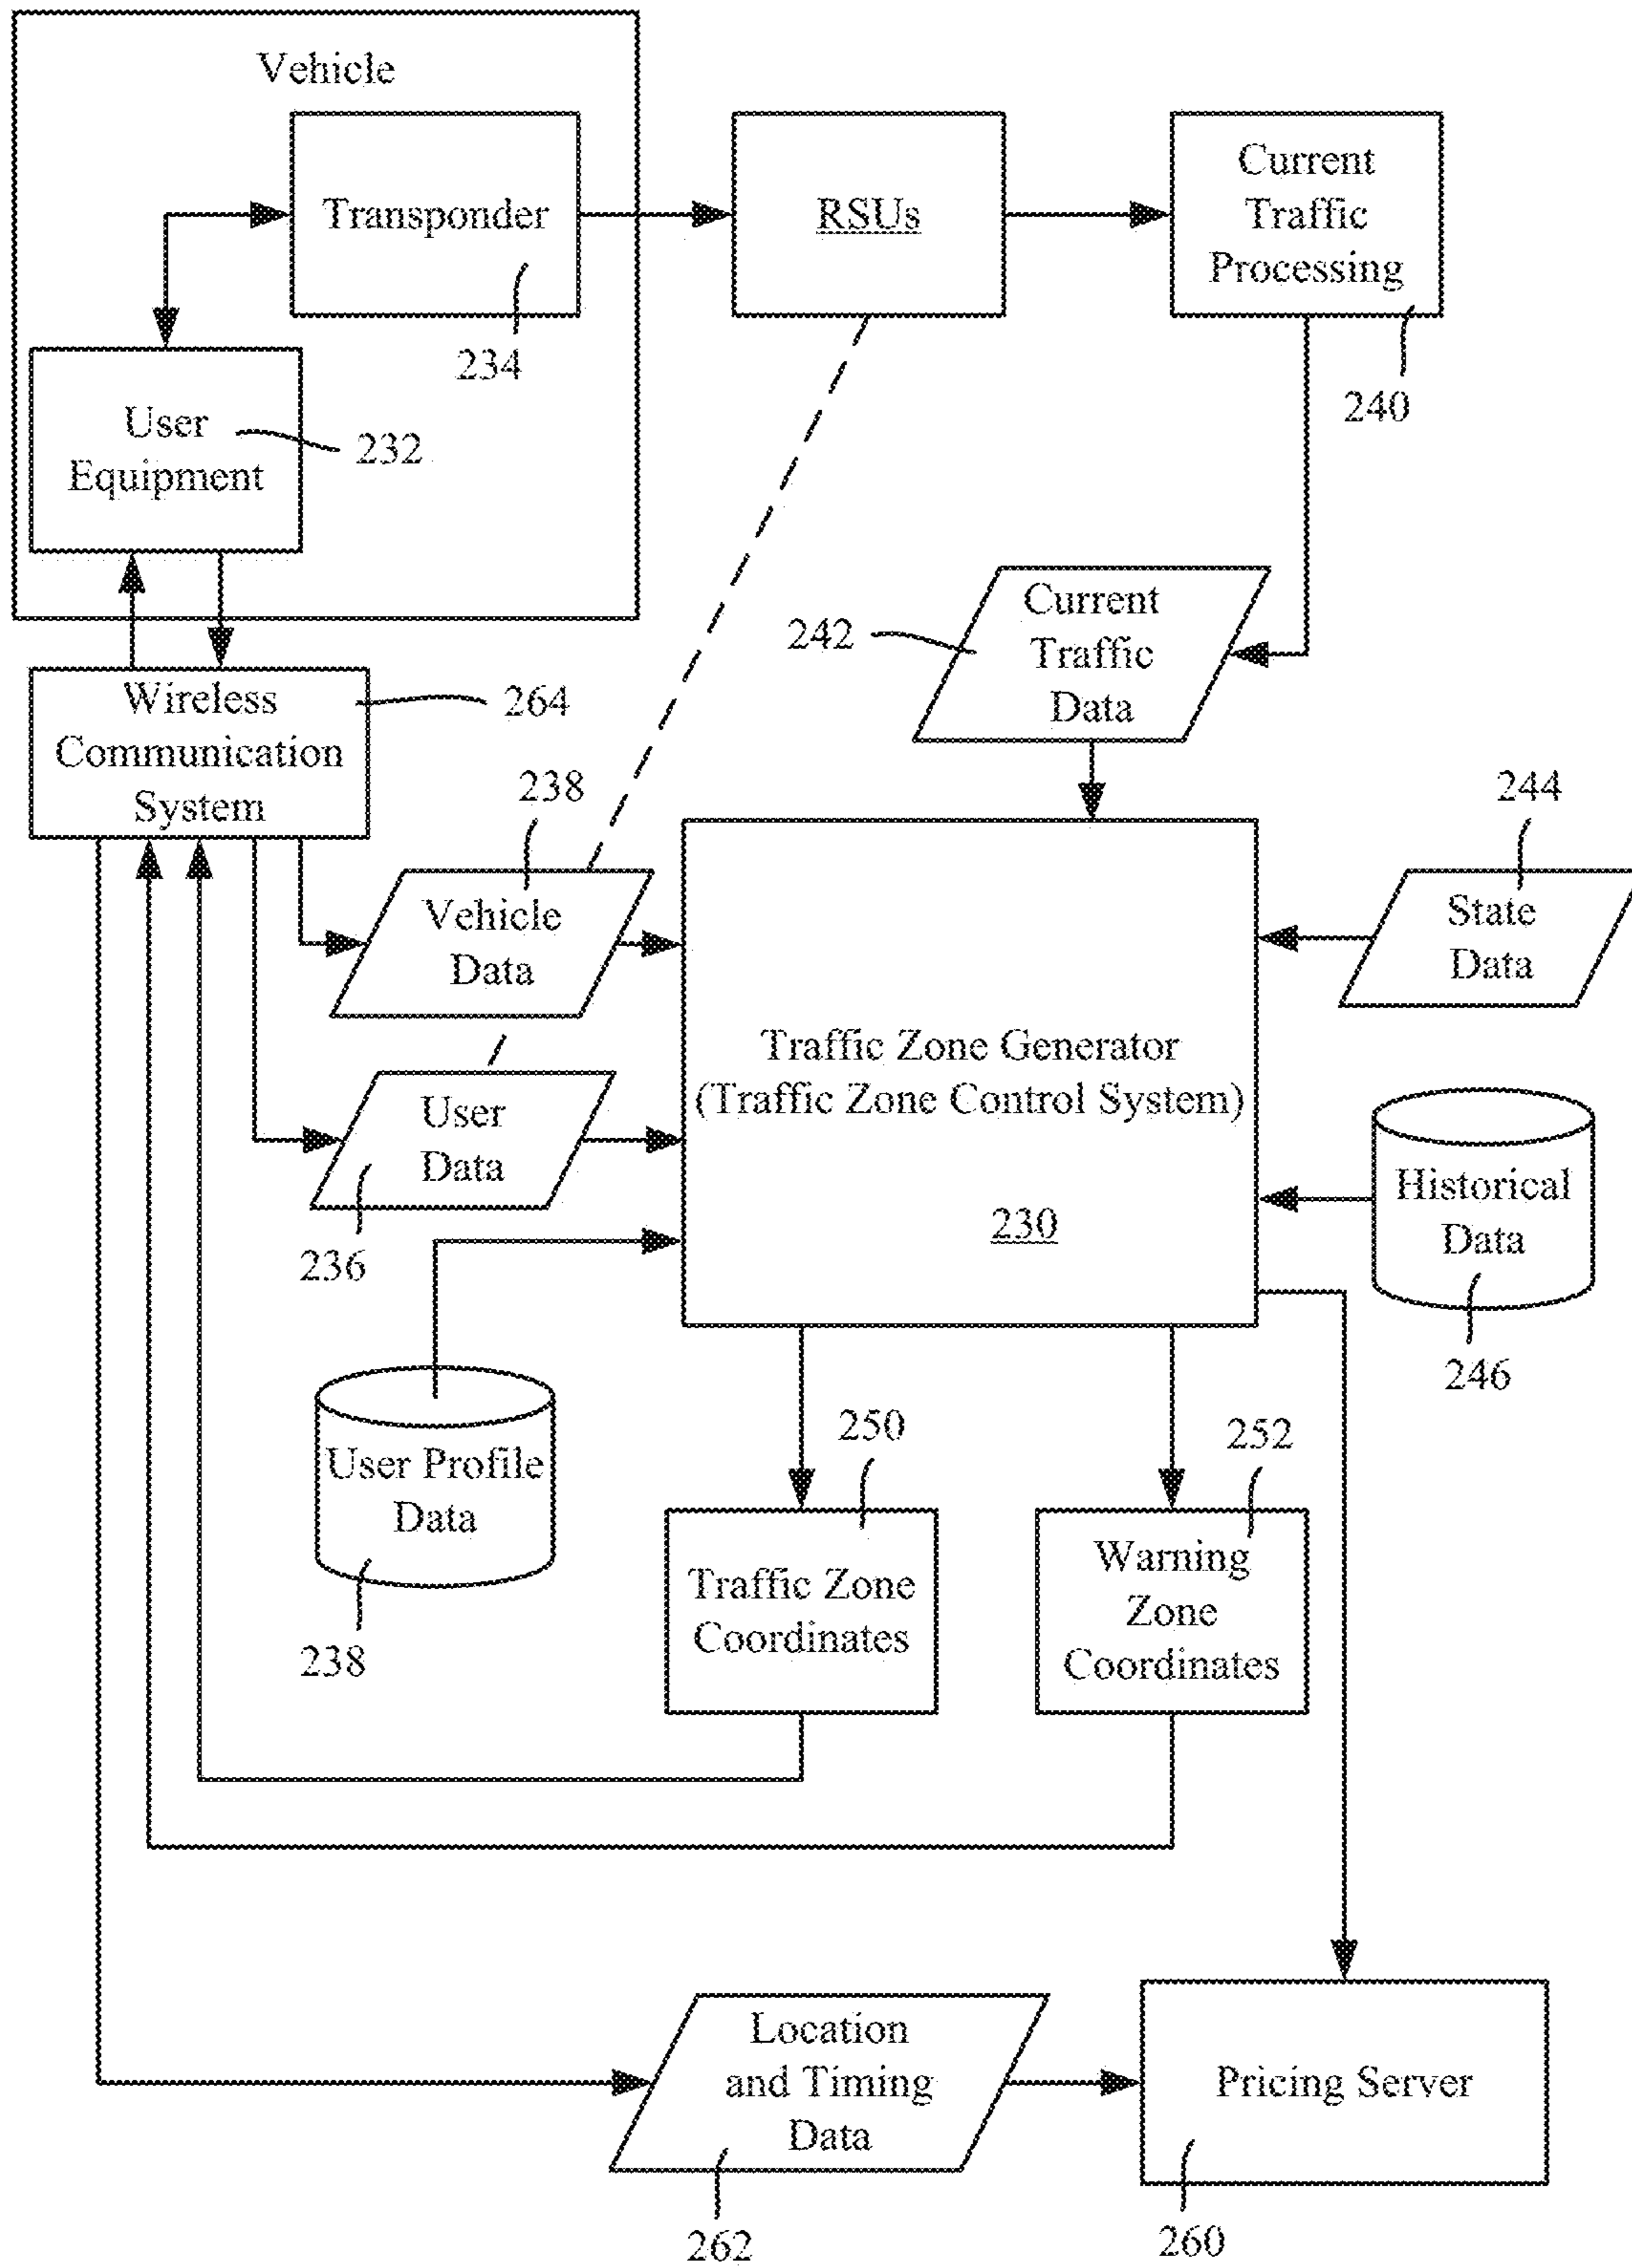 Vehicle
Transponder
234
RSUs
Current
Traffic
Processing
240
User
Equipment
232
Wireless
Communication
System
264
242
Current
Traffic
Data
238
Vehicle
Data
244
State
Data
Traffic Zone Generator
(Traffic Zone Control System)
230
User
Data
236
Historical
Data
246
User Profile
Data
238
250
Traffic Zone
Coordinates
252
Warning
Zone
Coordinates
Location
and Timing
Data
262
Pricing Server
260